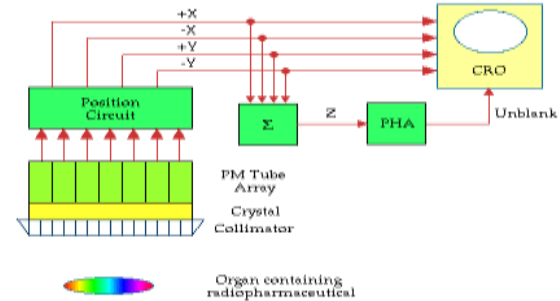 +X
-X
+Y
-Y
CRO
Position
Circuit
Σ
Z
PHA
Unblank
PM Tube
Array
Crystal
Collimator
Organ containing
radiopharmaceutical